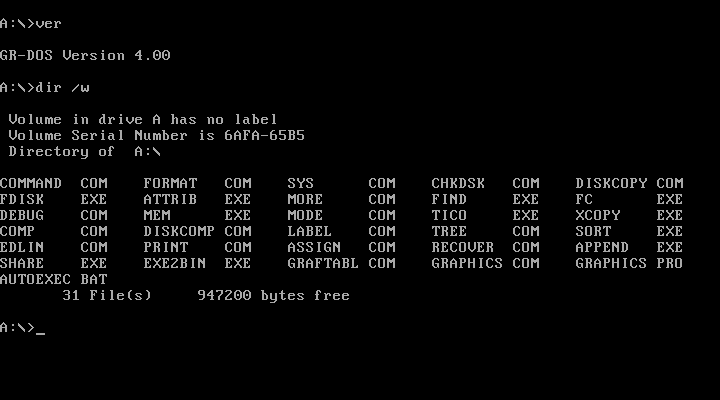 A:\>ver
GR-DOS Version 4.00
A:\>dir /w
Volume in drive A has no label
Volume Serial Number is 6AFA-65B5
Directory of  A:\
COMMAND  COM    FORMAT   COM    SYS      COM    CHKDSK   COM    DISKCOPY COM
FDISK    EXE    ATTRIB   EXE    MORE     COM    FIND     EXE    FC       EXE
DEBUG    COM    MEM      EXE    MODE     COM    TICO     EXE    XCOPY    EXE
COMP     COM    DISKCOMP COM    LABEL    COM    TREE     COM    SORT     EXE
EDLIN    COM    PRINT    COM    ASSIGN   COM    RECOVER  COM    APPEND   EXE
SHARE    EXE    EXE2BIN  EXE    GRAFTABL COM    GRAPHICS COM    GRAPHICS PRO
AUTOEXEC BAT
31 File(s)     947200 bytes free
A:\>_